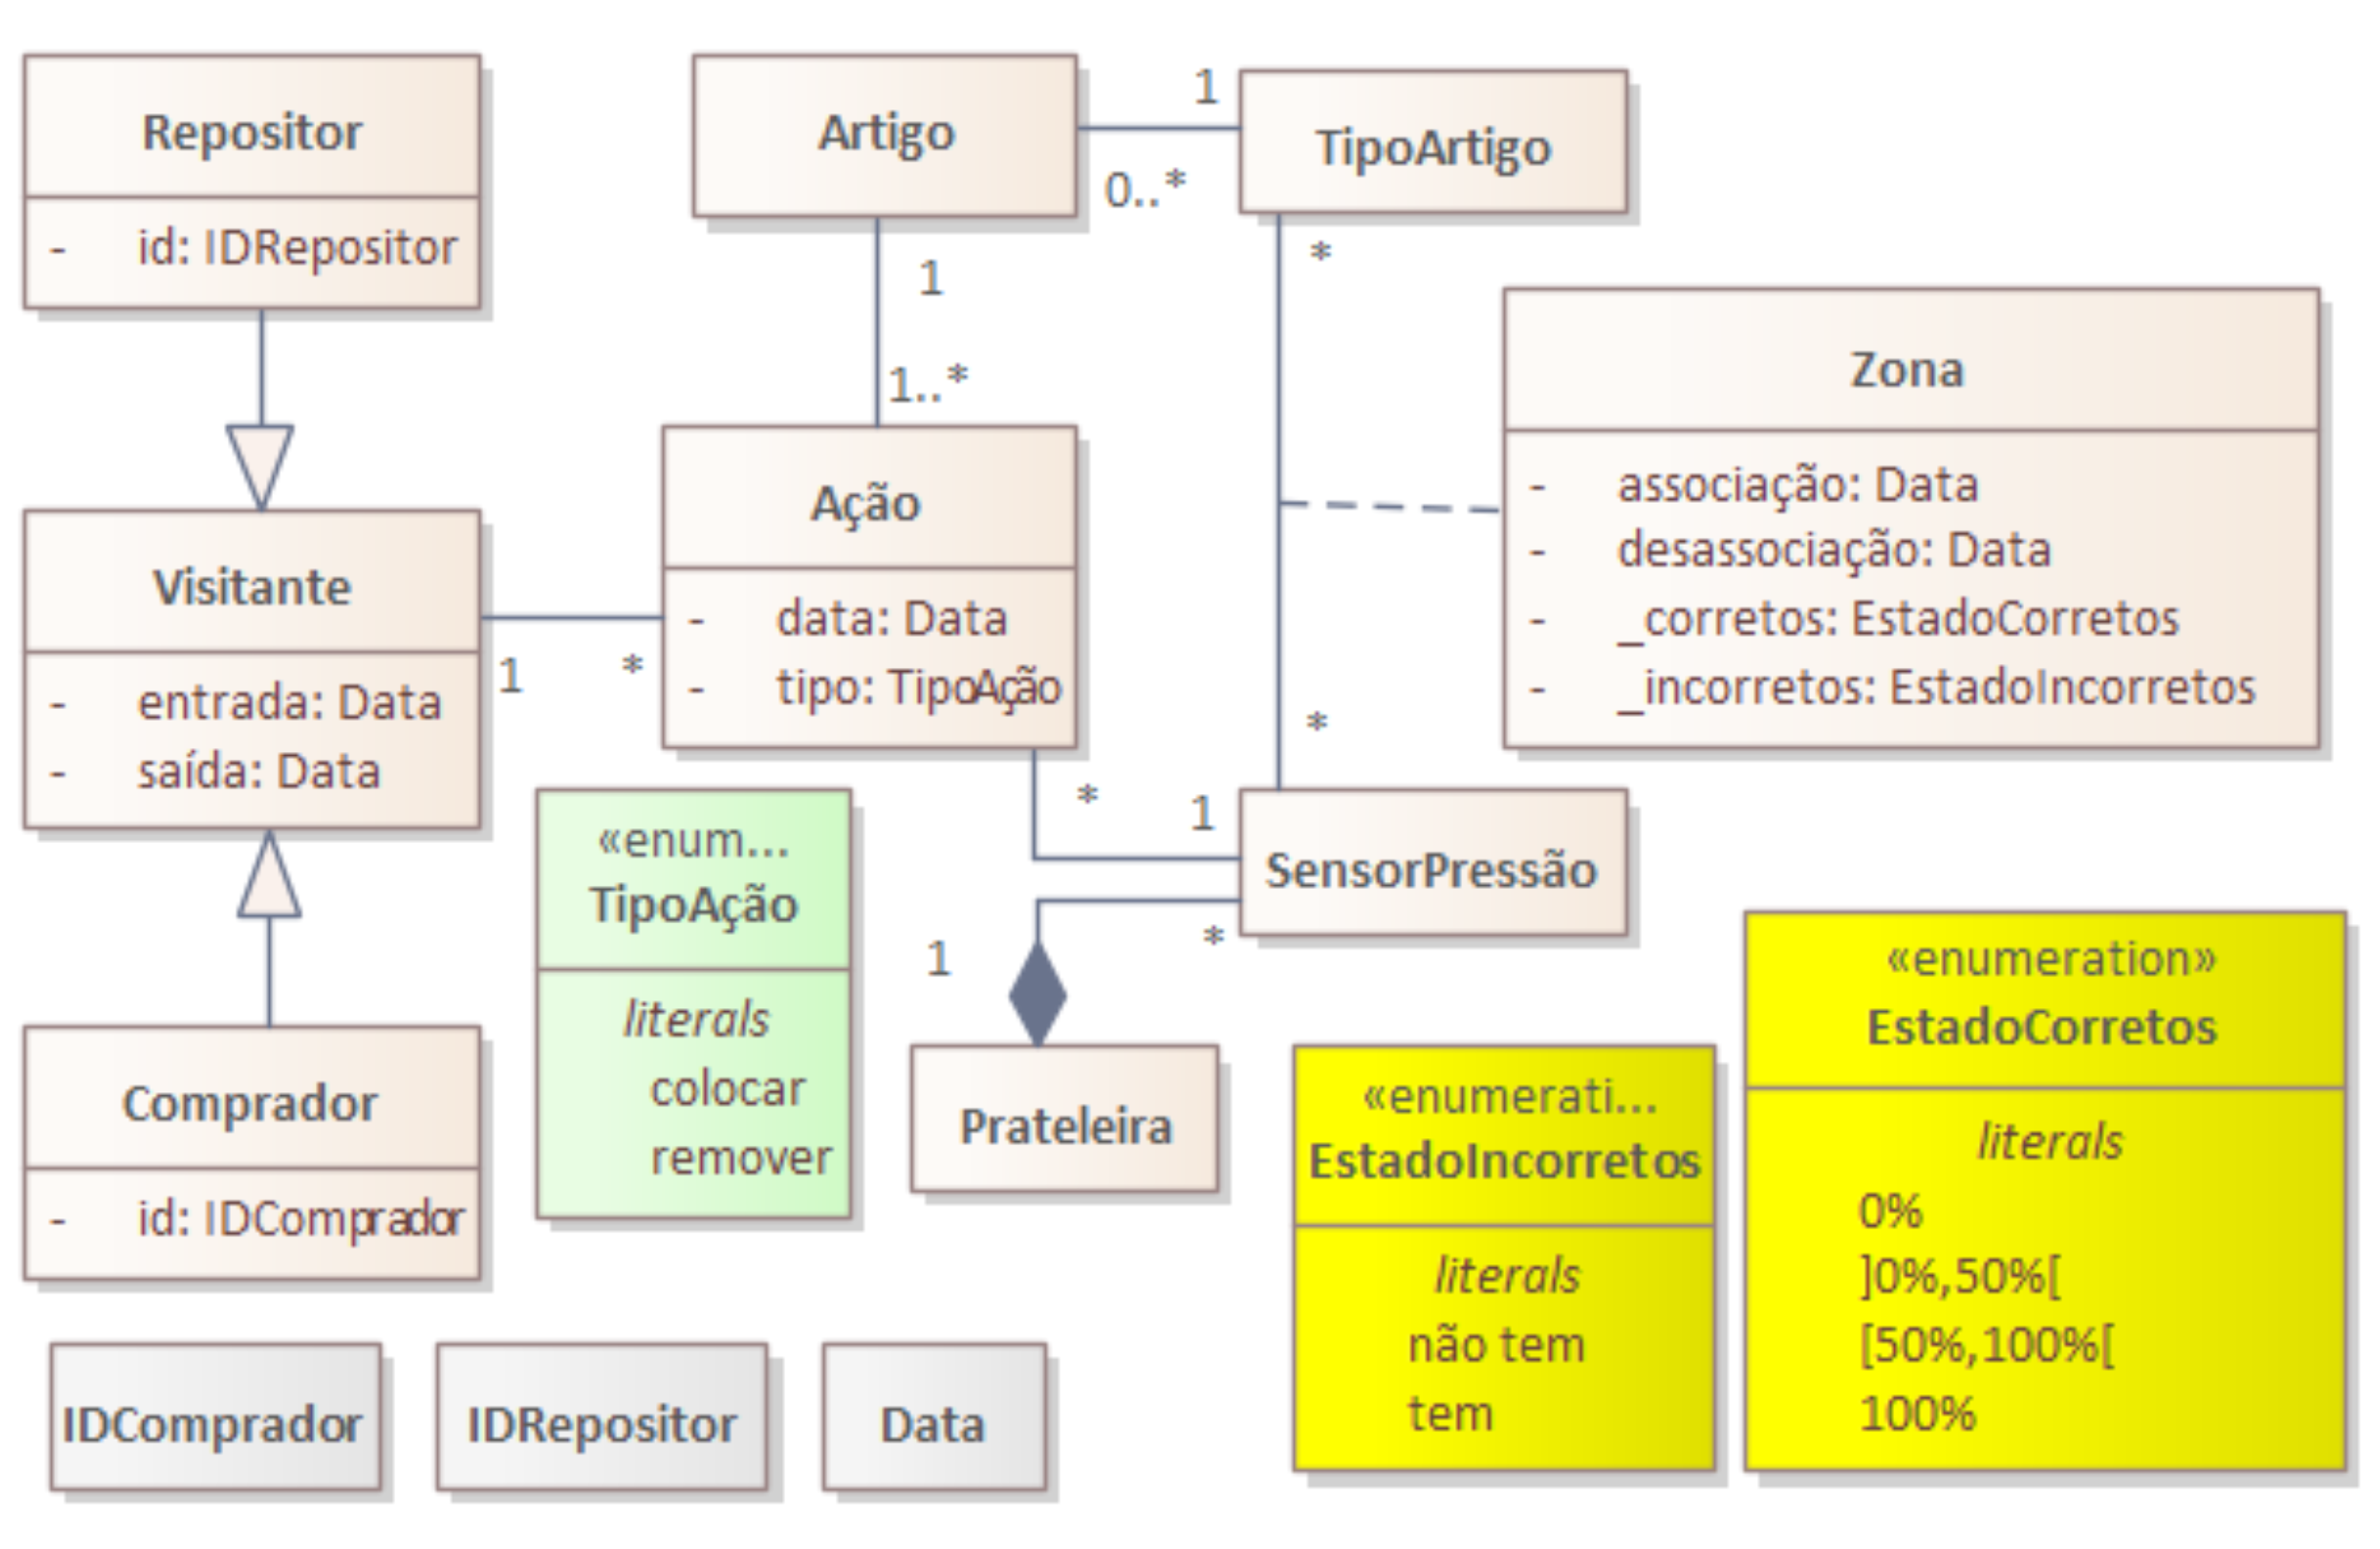 Repositor
- id: IDRepositor
Artigo
1
0..*
TipoArtigo
1
1..*
*
*
Zona
- associação: Data
- desassociação: Data
- _corretos: EstadoCorretos
- _incorretos: EstadoIncorretos
Visitante
- entrada: Data
- saída: Data
1
*
Ação
- data: Data
- tipo: TipoAção
*
1
SensorPressão
*
1
Prateleira
«enum...
TipoAção
literals
colocar
remover
Comprador
- id: IDComprador
«enumerati...
EstadoIncorretos
literals
não tem
tem
«enumeration»
EstadoCorretos
literals
0%
]0%,50%[
[50%,100%[
100%
IDComprador
IDRepositor
Data